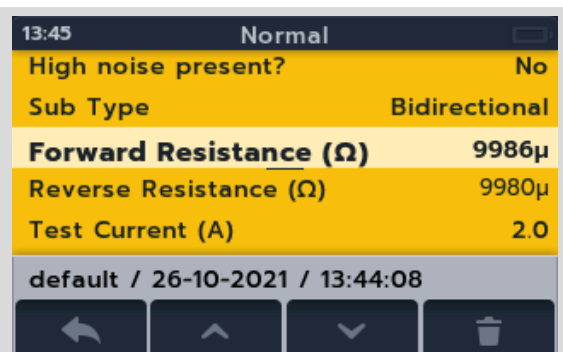 13:45 Normal
High noise present? No
Sub Type Bidirectional
Forward Resistance (Ω) 9986μ
Reverse Resistance (Ω) 9980μ
Test Current (A) 2.0
default / 26-10-2021 / 13:44:08